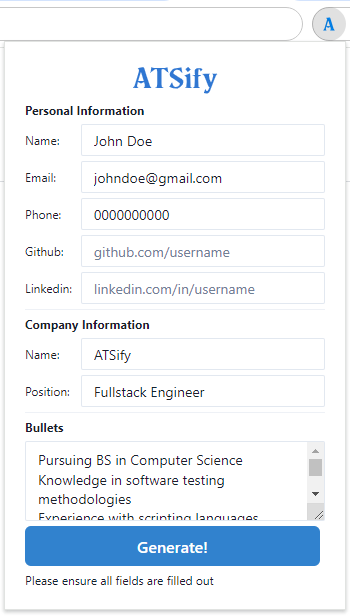 A
ATSify
Personal Information
Name: John Doe
Email: johndoe@gmail.com
Phone: 0000000000
Github: github.com/username
Linkedin: linkedin.com/in/username
Company Information
Name: ATSify
Position: Fullstack Engineer
Bullets
Pursuing BS in Computer Science
Knowledge in software testing
methodologies
Experience with scripting languages
Generate!
Please ensure all fields are filled out